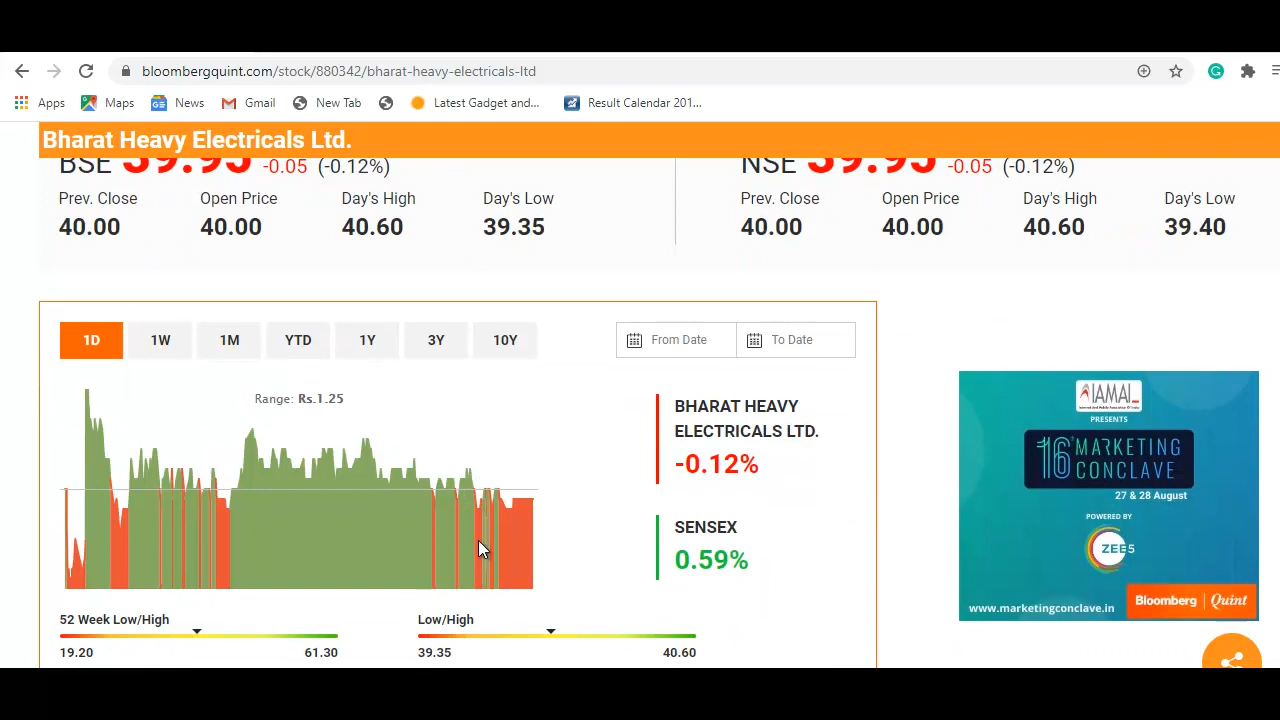 bloombergquint.com/stock/880342/bharat-heavy-electricals-ltd
Apps Maps News Gmail New Tab Latest Gadget and... Result Calendar 201...
Bharat Heavy Electricals Ltd.
BSE 39.95 -0.05 (-0.12%) NSE 39.95 -0.05 (-0.12%)
Prev. Close Open Price Day's High Day's Low Prev. Close Open Price Day's High Day's Low
40.00 40.00 40.60 39.35 40.00 40.00 40.60 39.40
1D 1W 1M YTD 1Y 3Y 10Y From Date To Date
Range: Rs.1.25
BHARAT HEAVY
ELECTRICALS LTD.
-0.12%
SENSEX
0.59%
52 Week Low/High Low/High
19.20 61.30 39.35 40.60
IAMAI
PRESENTS
16th MARKETING
CONCLAVE
27 & 28 August
POWERED BY
ZEE5
www.marketingconclave.in Bloomberg | Quint